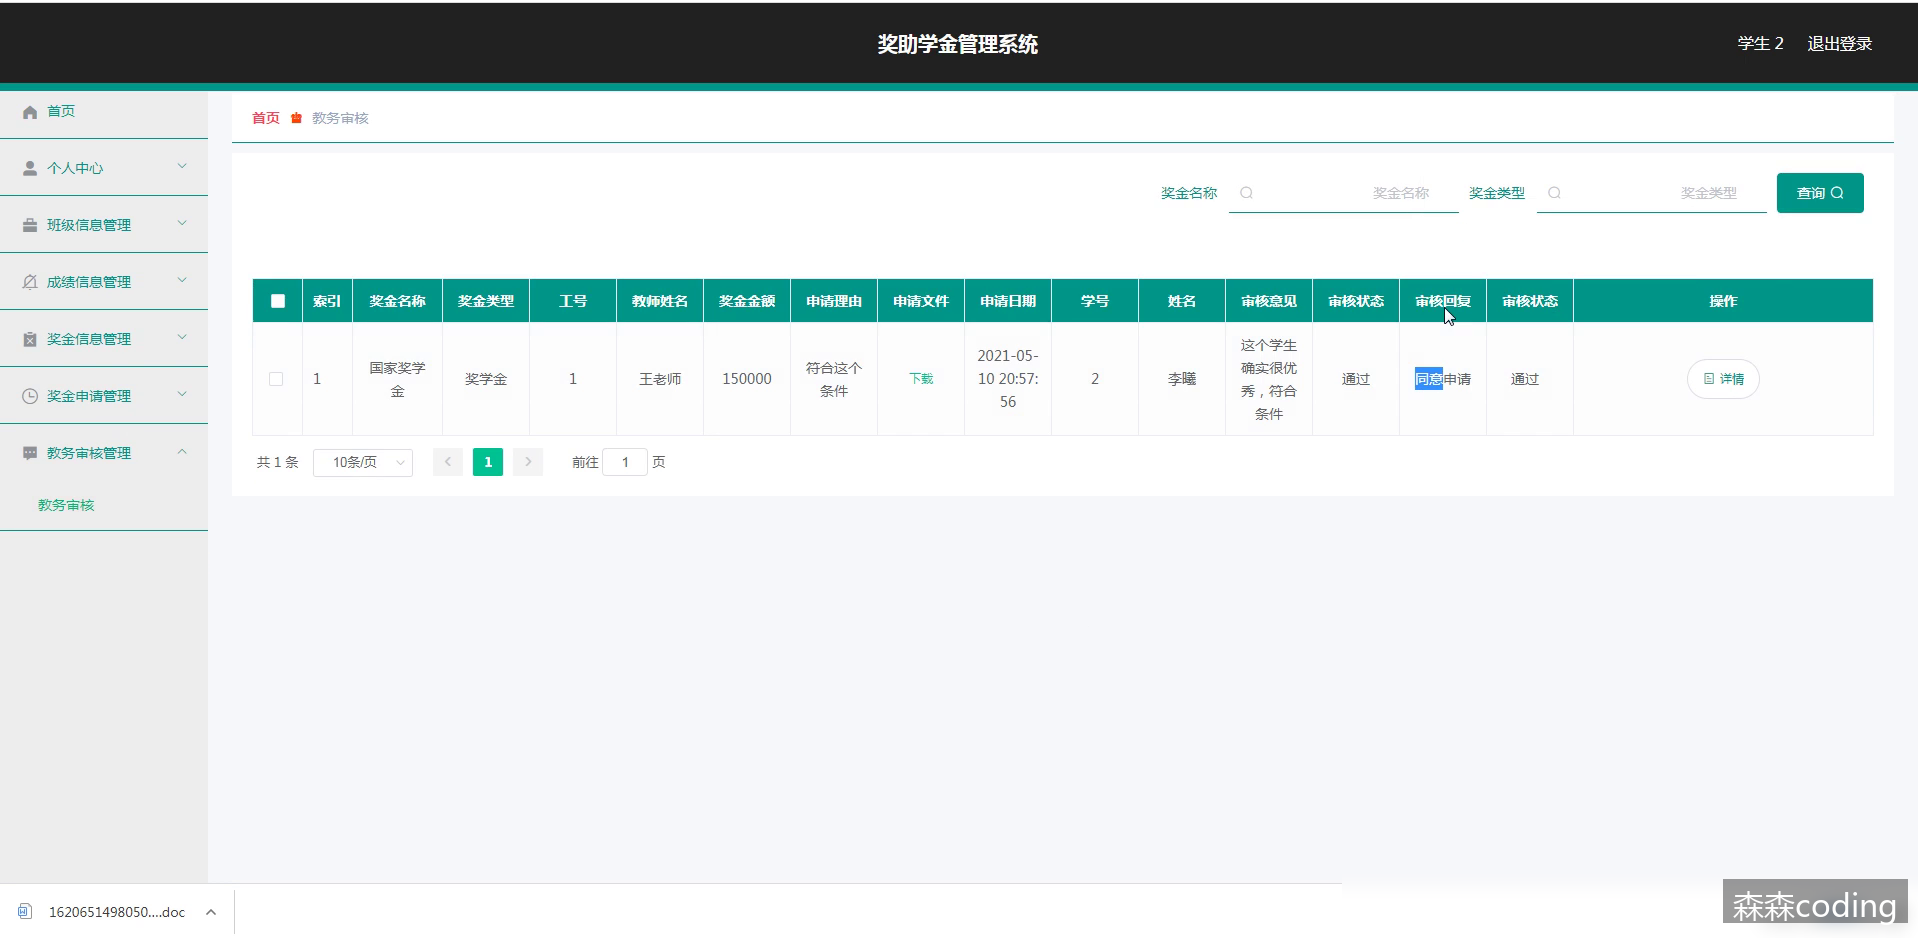 奖助学金管理系统
学生 2 退出登录
首页
个人中心
班级信息管理
成绩信息管理
奖金信息管理
奖金申请管理
教务审核管理
教务审核
首页 教务审核
奖金名称 奖金名称 奖金类型 奖金类型 查询
索引 奖金名称 奖金类型 工号 教师姓名 奖金金额 申请理由 申请文件 申请日期 学号 姓名 审核意见 审核状态 审核回复 审核状态 操作
1
国家奖学
金
奖学金
1
王老师
150000
符合这个
条件
下载
2021-05-
10 20:57:
56
2
李曦
这个学生
确实很优
秀，符合
条件
通过
同意申请
通过
详情
共 1 条 10条/页 1 前往 1 页
1620651498050....doc
森森coding